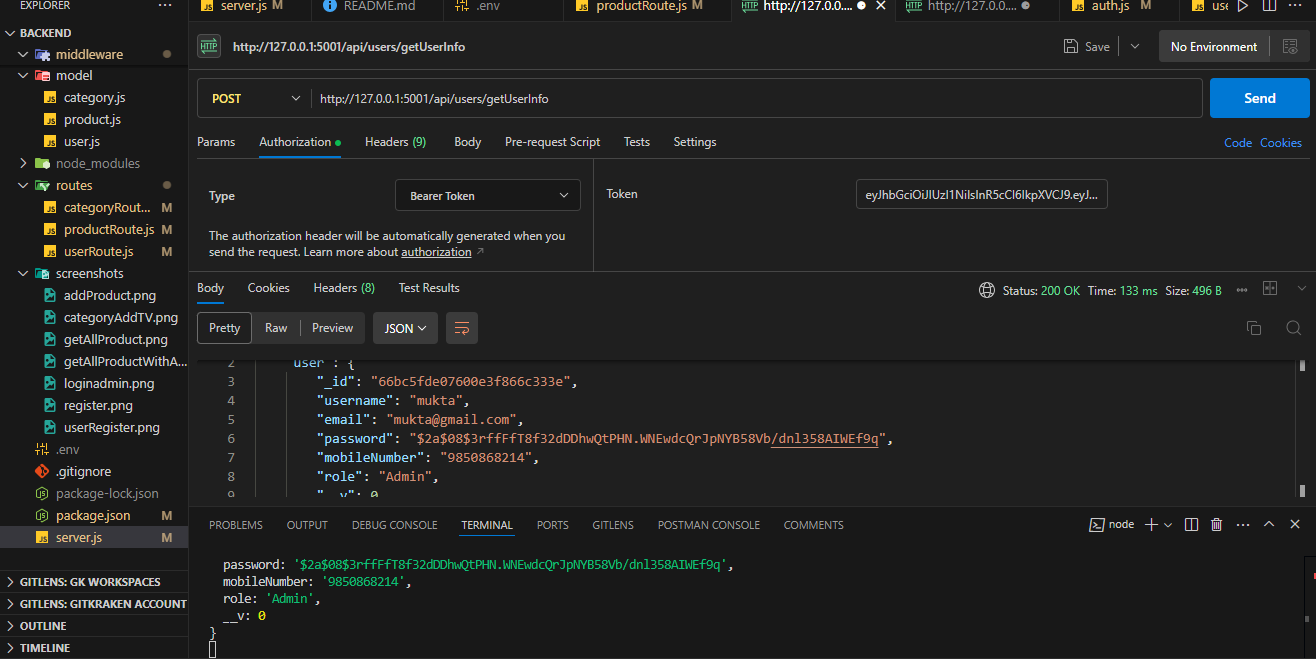 EXPLORER
BACKEND
middleware
model
category.js
product.js
user.js
node_modules
routes
categoryRout... M
productRoute.js M
userRoute.js M
screenshots
addProduct.png
categoryAddTV.png
getAllProduct.png
getAllProductWithA...
loginadmin.png
register.png
userRegister.png
.env
.gitignore
package-lock.json
package.json M
server.js M
GITLENS: GK WORKSPACES
GITLENS: GITKRAKEN ACCOUNT
OUTLINE
TIMELINE
server.js M README.md .env productRoute.js M http://127.0.0.... http://127.0.0.... auth.js M use
HTTP http://127.0.0.1:5001/api/users/getUserInfo Save No Environment
POST http://127.0.0.1:5001/api/users/getUserInfo Send
Params Authorization Headers (9) Body Pre-request Script Tests Settings Code Cookies
Type Bearer Token Token eyJhbGciOiJIUzI1NiIsInR5cCI6IkpXVCJ9.eyJ...
The authorization header will be automatically generated when you
send the request. Learn more about authorization
Body Cookies Headers (8) Test Results Status: 200 OK Time: 133 ms Size: 496 B
Pretty Raw Preview JSON
2 "user": {
3 "_id": "66bc5fde07600e3f866c333e",
4 "username": "mukta",
5 "email": "mukta@gmail.com",
6 "password": "$2a$08$3rffFfT8f32dDDhwQtPHN.WNEwdcQrJpNYB58Vb/dnl358AIWEf9q",
7 "mobileNumber": "9850868214",
8 "role": "Admin",
9 "__v": 0
PROBLEMS OUTPUT DEBUG CONSOLE TERMINAL PORTS GITLENS POSTMAN CONSOLE COMMENTS node
password: '$2a$08$3rffFfT8f32dDDhwQtPHN.WNEwdcQrJpNYB58Vb/dnl358AIWEf9q',
mobileNumber: '9850868214',
role: 'Admin',
__v: 0
}